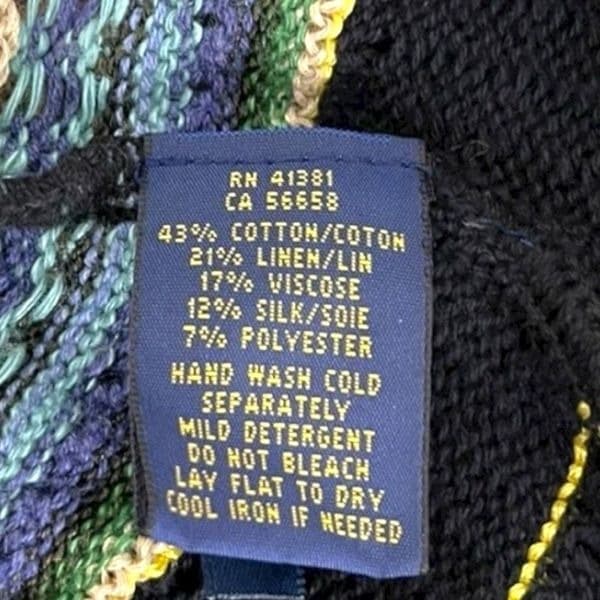 RN 41381
CA 56658
43% COTTON/COTON
21% LINEN/LIN
17% VISCOSE
12% SILK/SOIE
7% POLYESTER
HAND WASH COLD
SEPARATELY
MILD DETERGENT
DO NOT BLEACH
LAY FLAT TO DRY
COOL IRON IF NEEDED